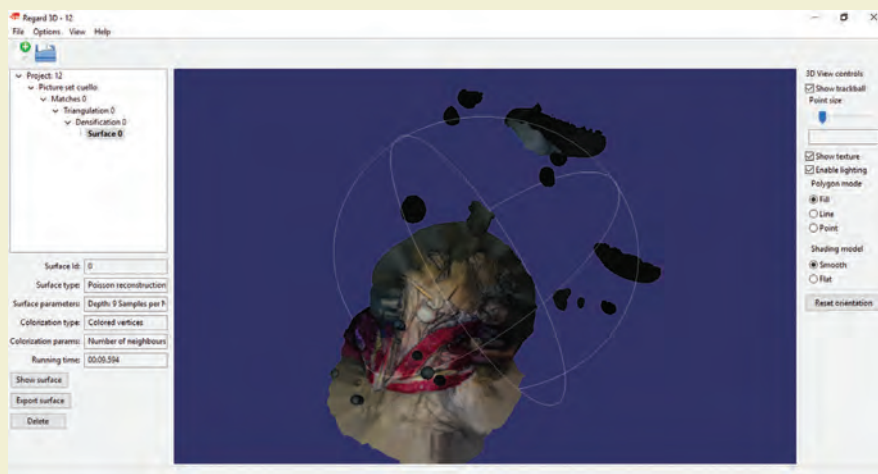 Regard 3D - 12
File Options View Help
Project: 12
Picture set cuello
Matches 0
Triangulation 0
Densification 0
Surface 0
Surface Id: 0
Surface type: Poisson reconstruction
Surface parameters: Depth: 9 Samples per N
Colorization type: Colored vertices
Colorization params: Number of neighbours
Running time: 00:09.594
Show surface
Export surface
Delete
3D View controls
Show trackball
Point size
Show texture
Enable lighting
Polygon mode
Fill
Line
Point
Shading model
Smooth
Flat
Reset orientation